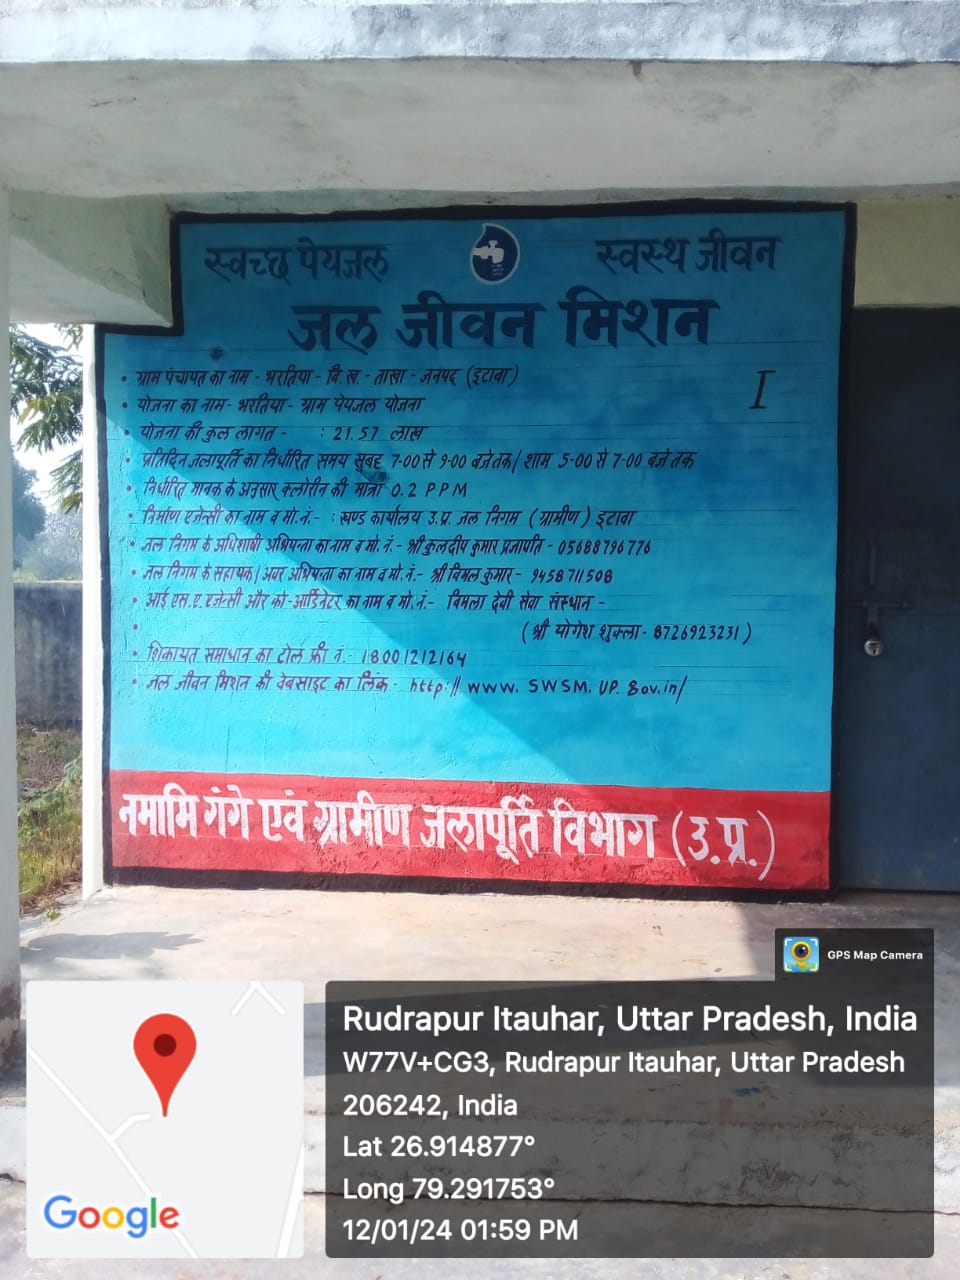 स्वच्छ पेयजल
स्वस्थ जीवन
जल जीवन मिशन
I
• ग्राम पंचायत का नाम - भरतिया - वि.ख. - ताखा - जनपद (इटावा)
• योजना का नाम - भरतिया - ग्राम पेयजल योजना
• योजना की कुल लागत - : 21.57 लाख
• प्रतिदिन जलापूर्ति का निर्धारित समय सुबह 7-00 से 9-00 बजे तक / शाम 5-00 से 7-00 बजे तक
• निर्धारित मानक के अनुसार क्लोरीन की मात्रा 0.2 PPM
• निर्माण एजेन्सी का नाम व मो.नं.- : खण्ड कार्यालय उ.प्र. जल निगम (ग्रामीण) इटावा
• जल निगम के अधिशाषी अभियन्ता का नाम व मो. नं.- श्री कुलदीप कुमार प्रजापति - 05688796776
• जल निगम के सहायक / अवर अभियन्ता का नाम व मो.नं.- श्री विमल कुमार - 9458711508
• आई.एस.ए. एजेन्सी और को-आर्डिनेटर का नाम व मो.नं.- विमला देवी सेवा संस्थान -
• (श्री योगेश शुक्ला - 8726923231)
• शिकायत समाधान का टोल फ्री नं.- 18001212164
• जल जीवन मिशन की वेबसाइट का लिंक - http:// www. SWSM. UP. Gov.in/
नमामि गंगे एवं ग्रामीण जलापूर्ति विभाग (उ.प्र.)
GPS Map Camera
Rudrapur Itauhar, Uttar Pradesh, India
W77V+CG3, Rudrapur Itauhar, Uttar Pradesh
206242, India
Lat 26.914877°
Long 79.291753°
12/01/24 01:59 PM
Google